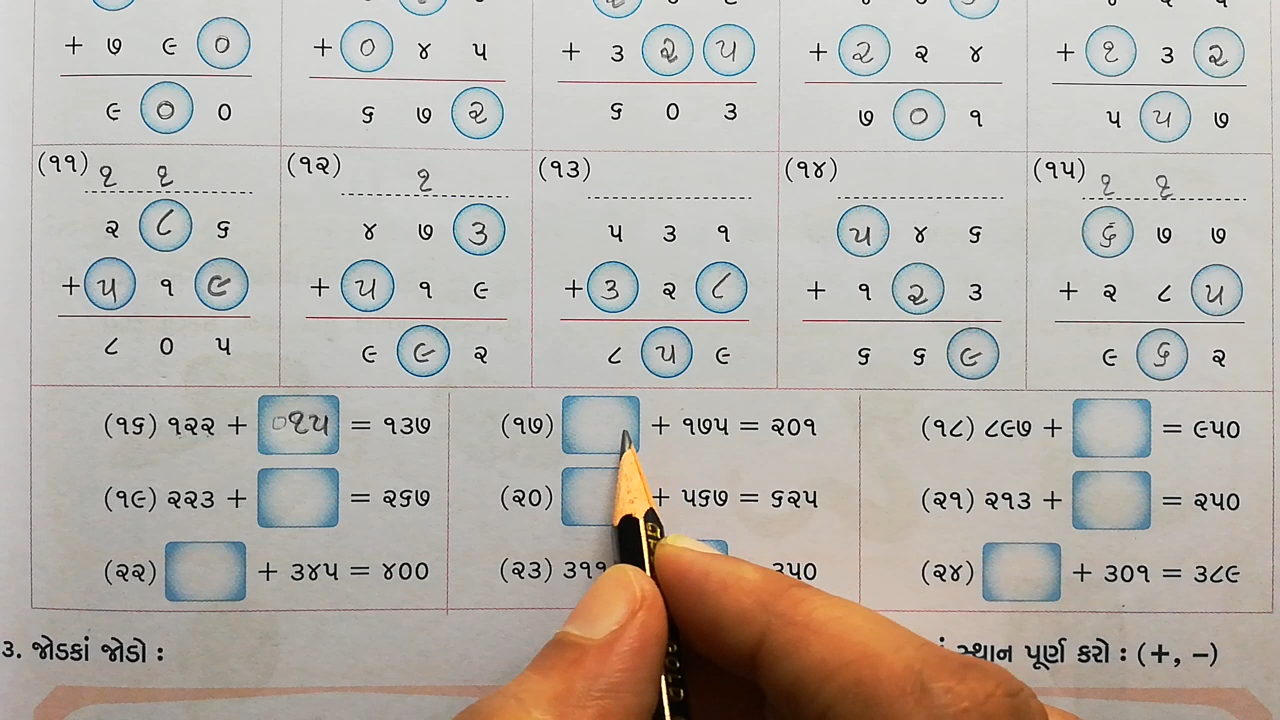 + ૭ ૯ ૦ + ૦ ૪ ૫ + ૩ ૨ ૫ + ૨ ૨ ૪ + ૧ ૩ ૨
૯ ૦ ૦ ૬ ૭ ૨ ૬ ૦ ૩ ૭ ૦ ૧ ૫ ૫ ૭
(૧૧) ૧ ૧ (૧૨) ૧ (૧૩) (૧૪) (૧૫) ૧ ૧
૨ ૮ ૬ ૪ ૭ ૩ ૫ ૩ ૧ ૫ ૪ ૬ ૬ ૭ ૭
+ ૫ ૧ ૯ + ૫ ૧ ૯ + ૩ ૨ ૮ + ૧ ૨ ૩ + ૨ ૮ ૫
૮ ૦ ૫ ૯ ૯ ૨ ૮ ૫ ૯ ૬ ૬ ૯ ૯ ૬ ૨
(૧૬) ૧૨૨ + ૦૧૫ = ૧૩૭ (૧૭) + ૧૭૫ = ૨૦૧ (૧૮) ૮૯૭ + = ૯૫૦
(૧૯) ૨૨૩ + = ૨૬૭ (૨૦) + ૫૬૭ = ૬૨૫ (૨૧) ૨૧૩ + = ૨૫૦
(૨૨) + ૩૪૫ = ૪૦૦ (૨૩) ૩૧૧ ૩૫૦ (૨૪) + ૩૦૧ = ૩૮૯
૩. જોડકાં જોડો : સ્થાન પૂર્ણ કરો : (+, −)